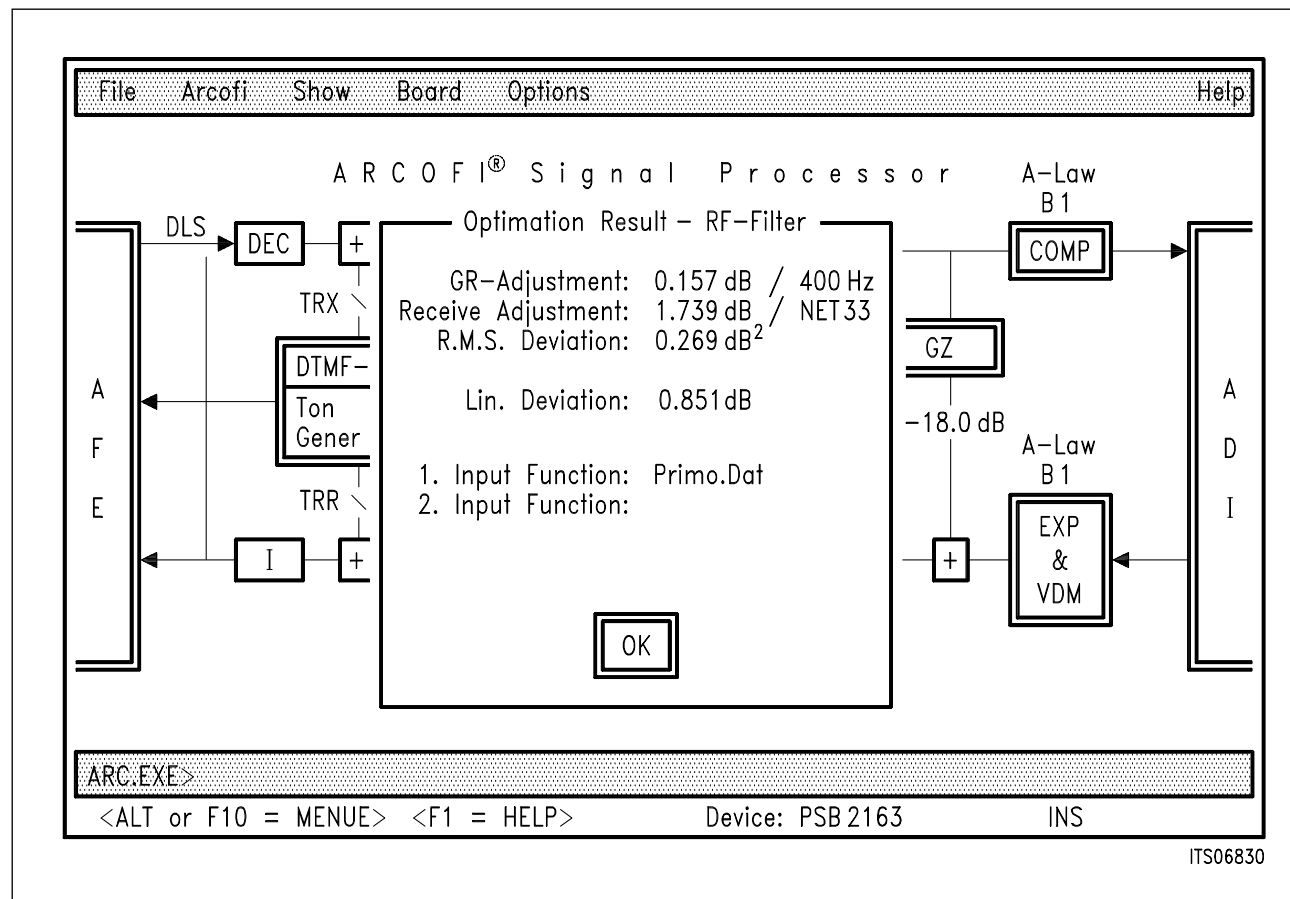 File Arcofi Show Board Options Help
ARCOFI® Signal Processor
A-Law
B1
DLS
DEC
+
Optimation Result – RF-Filter
COMP
GR-Adjustment: 0.157 dB / 400 Hz
Receive Adjustment: 1.739 dB / NET33
R.M.S. Deviation: 0.269 dB²
Lin. Deviation: 0.851 dB
1. Input Function: Primo.Dat
2. Input Function:
OK
TRX
DTMF-
Ton
Gener
TRR
I
+
A
F
E
GZ
-18.0 dB
A-Law
B1
+
EXP
&
VDM
A
D
I
ARC.EXE>
<ALT or F10 = MENUE> <F1 = HELP> Device: PSB 2163 INS
ITS06830